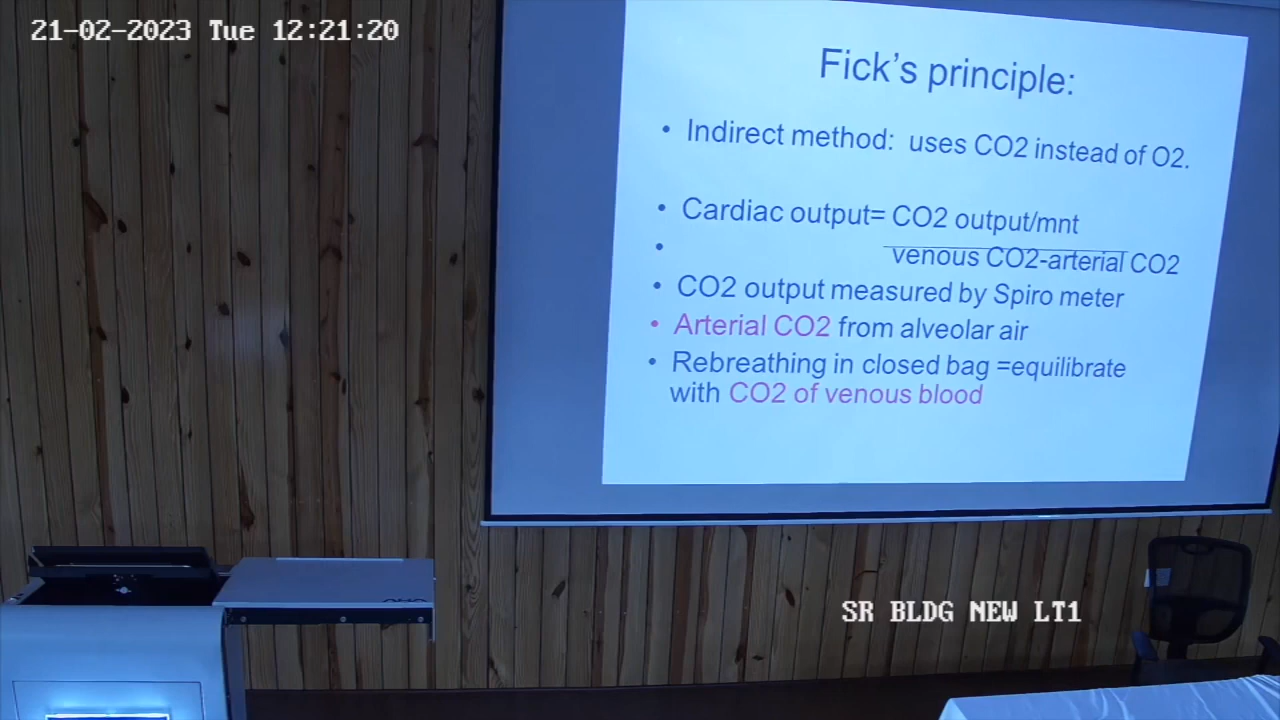 21-02-2023 Tue 12:21:20
Fick's principle:
• Indirect method: uses CO2 instead of O2.
• Cardiac output= CO2 output/mnt
• venous CO2-arterial CO2
• CO2 output measured by Spiro meter
• Arterial CO2 from alveolar air
• Rebreathing in closed bag =equilibrate
with CO2 of venous blood
SR BLDG NEW LT1